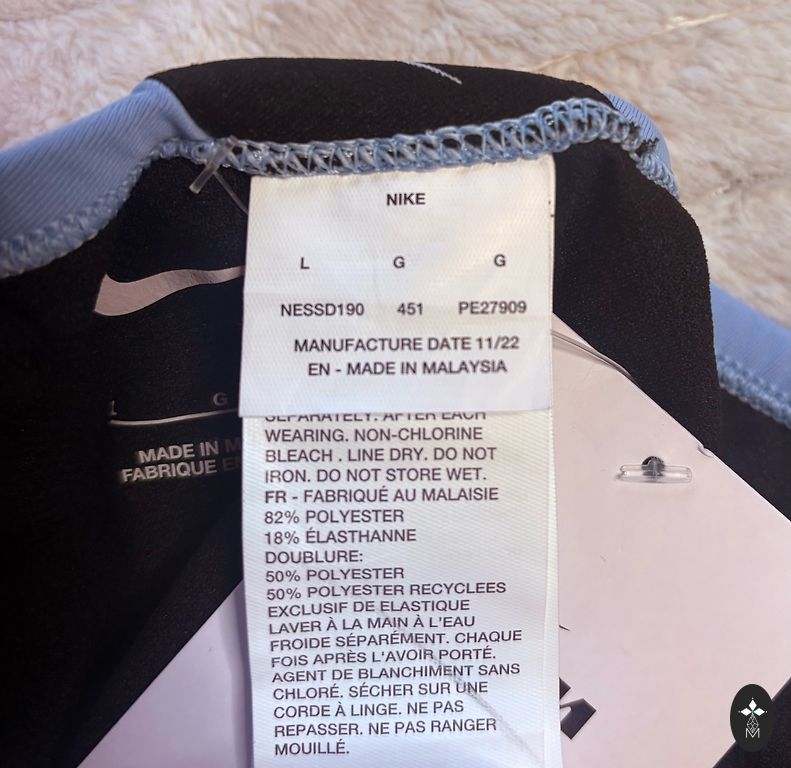 NIKE
L G G
NESSD190 451 PE27909
MANUFACTURE DATE 11/22
EN - MADE IN MALAYSIA
SEPARATELY. AFTER EACH
WEARING. NON-CHLORINE
BLEACH . LINE DRY. DO NOT
IRON. DO NOT STORE WET.
FR - FABRIQUÉ AU MALAISIE
82% POLYESTER
18% ÉLASTHANNE
DOUBLURE:
50% POLYESTER
50% POLYESTER RECYCLEES
EXCLUSIF DE ELASTIQUE
LAVER À LA MAIN À L'EAU
FROIDE SÉPARÉMENT. CHAQUE
FOIS APRÈS L'AVOIR PORTÉ.
AGENT DE BLANCHIMENT SANS
CHLORÉ. SÉCHER SUR UNE
CORDE À LINGE. NE PAS
REPASSER. NE PAS RANGER
MOUILLÉ.
L G
MADE IN M
FABRIQUE E
M